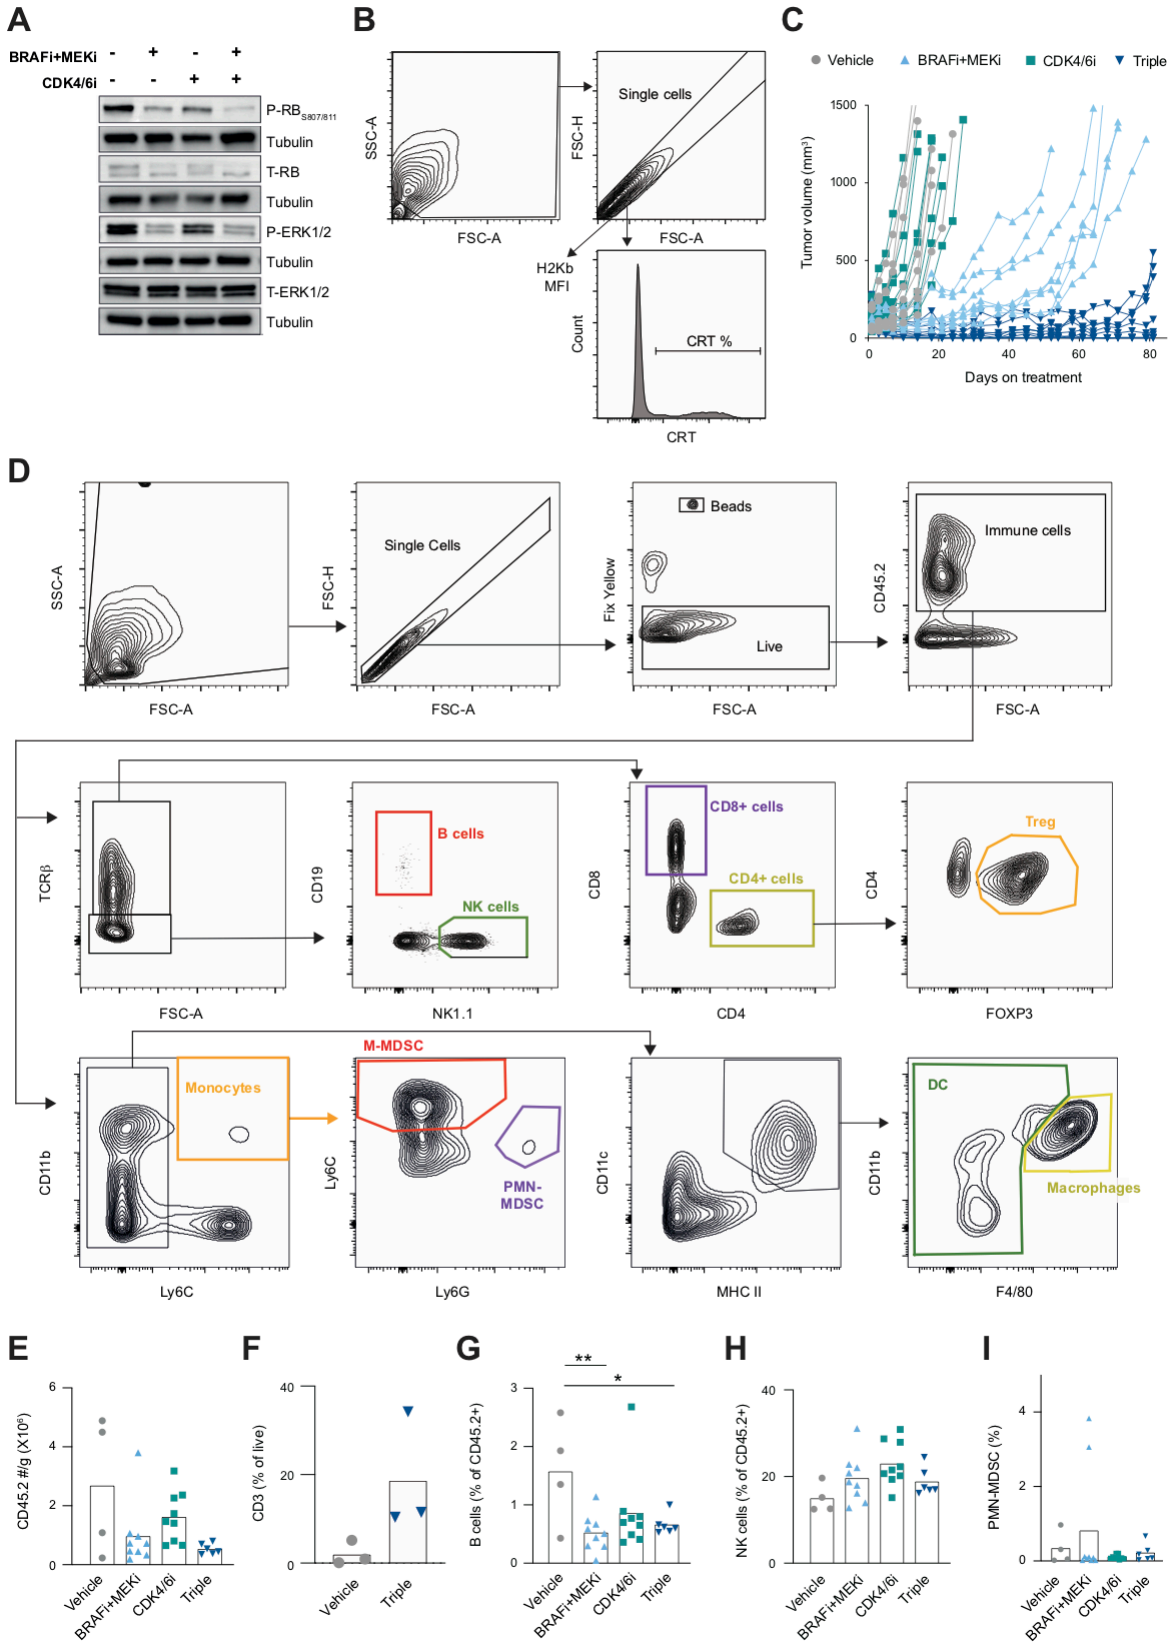 A
BRAFi+MEKi - + - +
CDK4/6i - - + +
P-RB S807/811
Tubulin
T-RB
Tubulin
P-ERK1/2
Tubulin
T-ERK1/2
Tubulin
B
SSC-A
FSC-A
FSC-H
Single cells
FSC-A
H2Kb
MFI
Count
CRT %
CRT
C
Vehicle BRAFi+MEKi CDK4/6i Triple
Tumor volume (mm³)
1500
1000
500
0
0 20 40 60 80
Days on treatment
D
SSC-A
FSC-A
FSC-H
Single Cells
FSC-A
Fix Yellow
Beads
Live
FSC-A
CD45.2
Immune cells
FSC-A
TCRβ
FSC-A
CD19
B cells
NK cells
NK1.1
CD8
CD8+ cells
CD4+ cells
CD4
CD4
Treg
FOXP3
CD11b
Monocytes
Ly6C
M-MDSC
Ly6C
PMN-
MDSC
Ly6G
CD11c
MHC II
CD11b
DC
Macrophages
F4/80
E
CD45.2 #/g (X10⁶)
6
4
2
0
Vehicle
BRAFi+MEKi
CDK4/6i
Triple
F
CD3 (% of live)
40
20
0
Vehicle
Triple
G
B cells (% of CD45.2+)
**
*
3
2
1
0
Vehicle
BRAFi+MEKi
CDK4/6i
Triple
H
NK cells (% of CD45.2+)
40
20
0
Vehicle
BRAFi+MEKi
CDK4/6i
Triple
I
PMN-MDSC (%)
4
2
0
Vehicle
BRAFi+MEKi
CDK4/6i
Triple